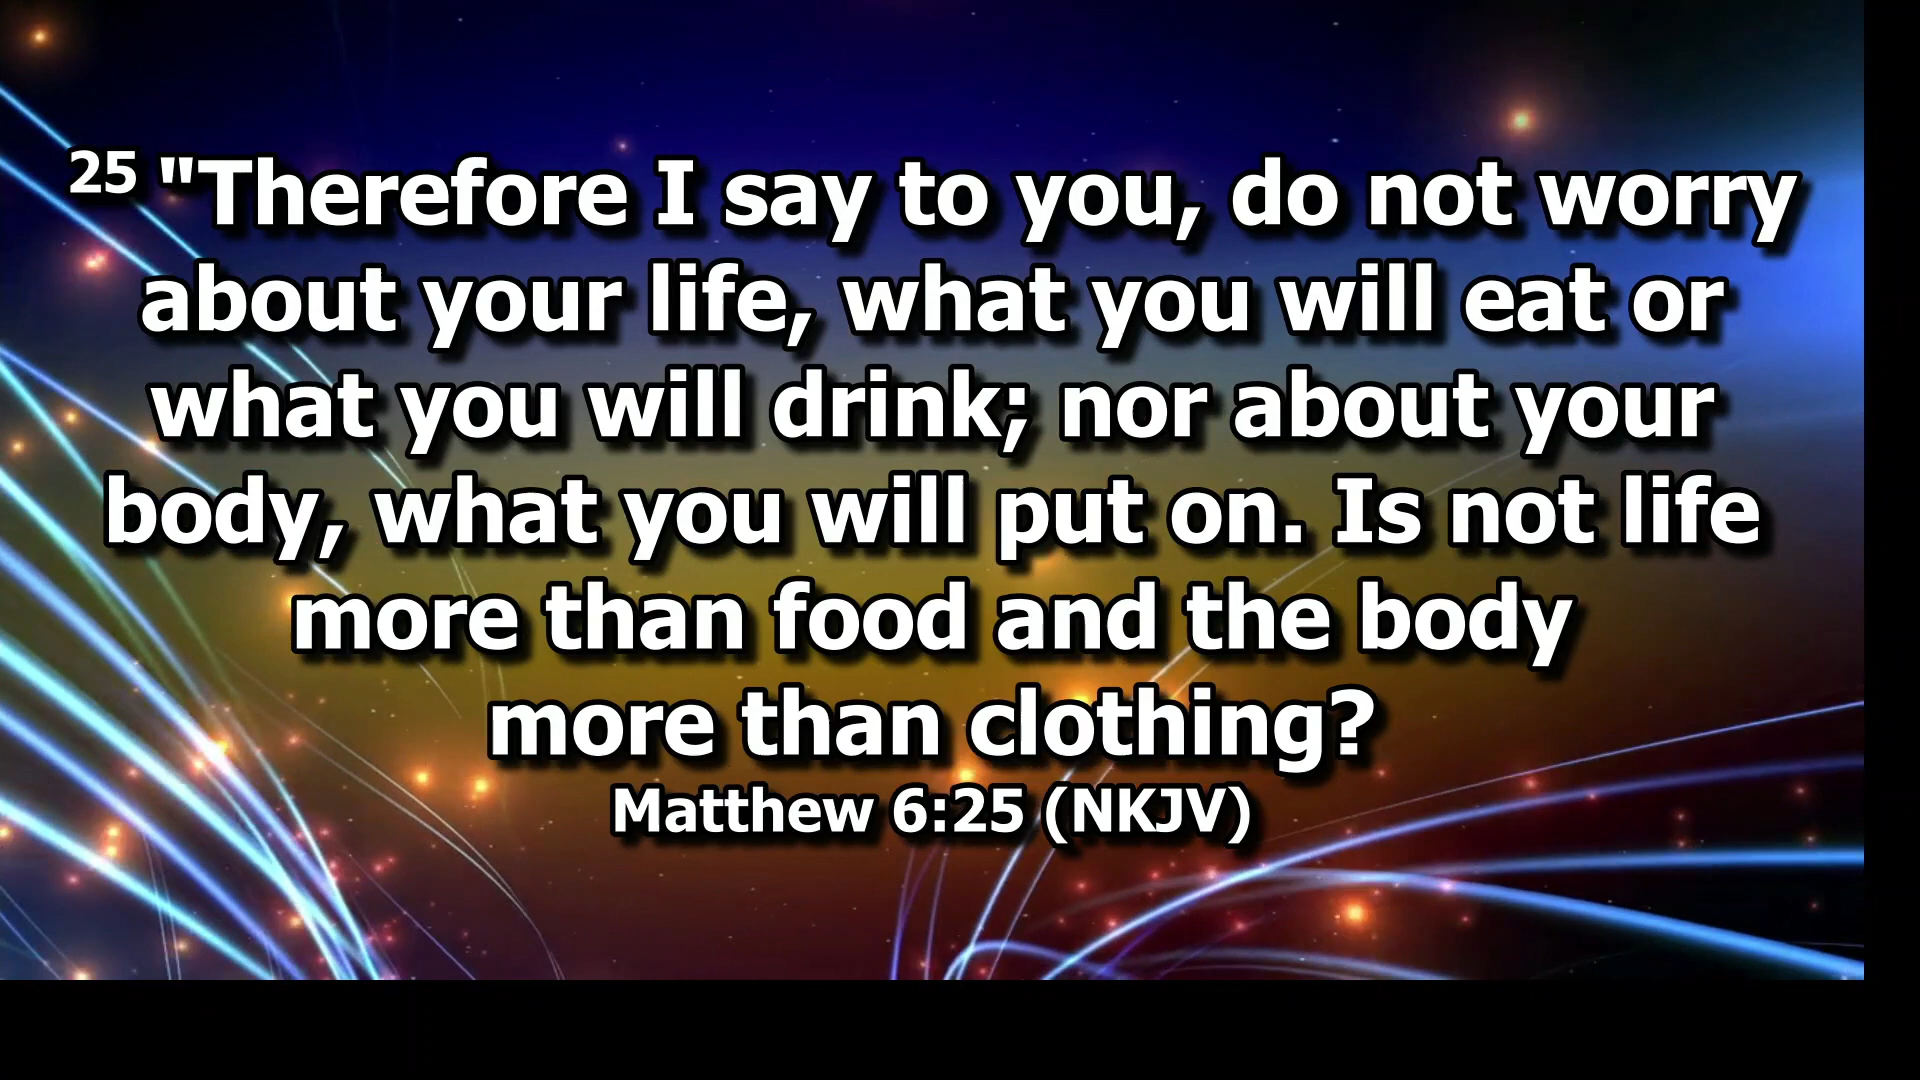 25 "Therefore I say to you, do not worry
about your life, what you will eat or
what you will drink; nor about your
body, what you will put on. Is not life
more than food and the body
more than clothing?
Matthew 6:25 (NKJV)